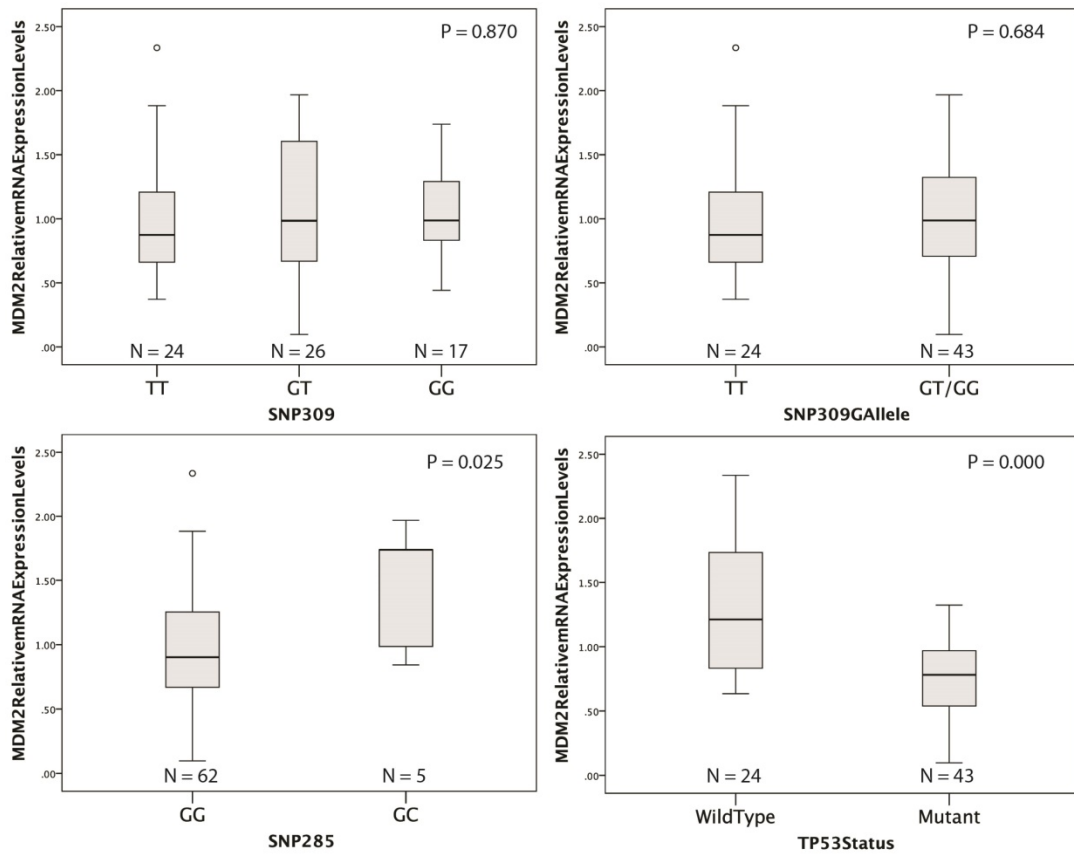 MDM2RelativemRNAExpressionLevels
2.50
2.00
1.50
1.00
.50
.00
P = 0.870
N = 24 N = 26 N = 17
TT GT GG
SNP309
MDM2RelativemRNAExpressionLevels
2.50
2.00
1.50
1.00
.50
.00
P = 0.684
N = 24 N = 43
TT GT/GG
SNP309GAllele
MDM2RelativemRNAExpressionLevels
2.50
2.00
1.50
1.00
.50
.00
P = 0.025
N = 62 N = 5
GG GC
SNP285
MDM2RelativemRNAExpressionLevels
2.50
2.00
1.50
1.00
.50
.00
P = 0.000
N = 24 N = 43
WildType Mutant
TP53Status